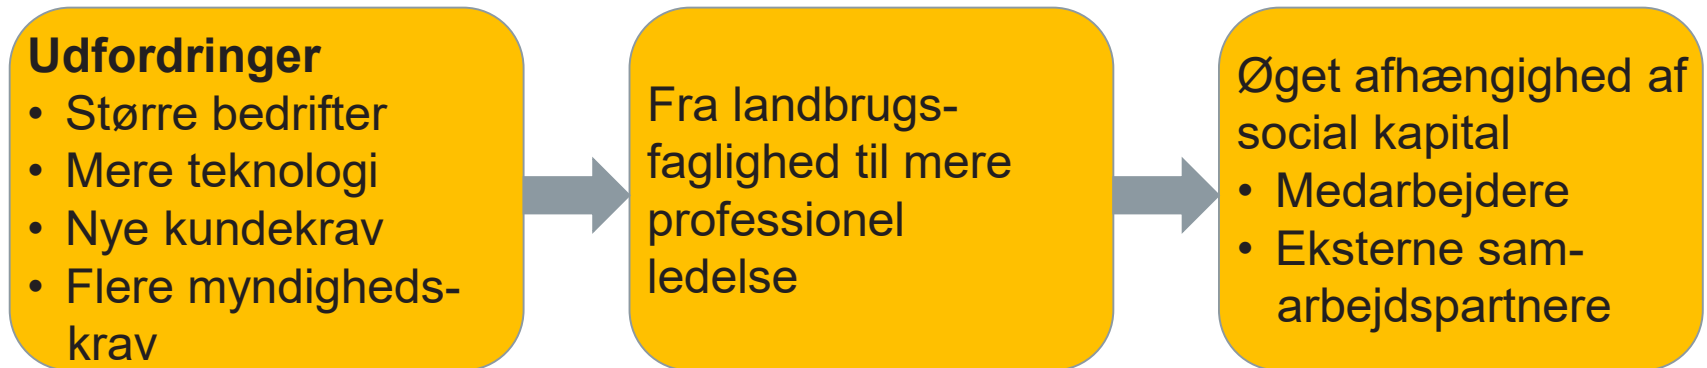 Udfordringer
• Større bedrifter
• Mere teknologi
• Nye kundekrav
• Flere myndigheds-
krav
Fra landbrugs-
faglighed til mere
professionel
ledelse
Øget afhængighed af
social kapital
• Medarbejdere
• Eksterne sam-
arbejdspartnere